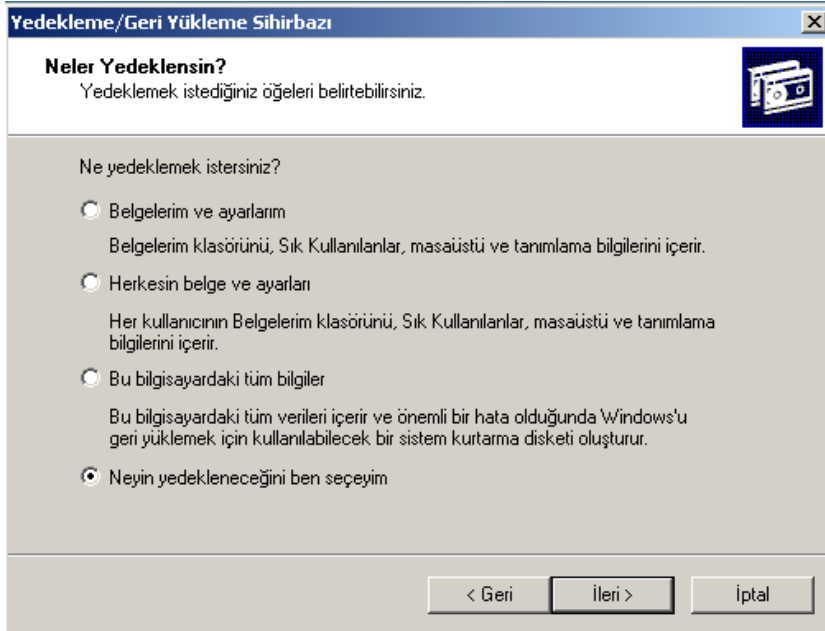 Yedekleme/Geri Yükleme Sihirbazı
Neler Yedeklensin?
Yedeklemek istediğiniz öğeleri belirtebilirsiniz.
Ne yedeklemek istersiniz?
Belgelerim ve ayarlarım
Belgelerim klasörünü, Sık Kullanılanlar, masaüstü ve tanımlama bilgilerini içerir.
Herkesin belge ve ayarları
Her kullanıcının Belgelerim klasörünü, Sık Kullanılanlar, masaüstü ve tanımlama
bilgilerini içerir.
Bu bilgisayardaki tüm bilgiler
Bu bilgisayardaki tüm verileri içerir ve önemli bir hata olduğunda Windows'u
geri yüklemek için kullanılabilecek bir sistem kurtarma disketi oluşturur.
Neyin yedekleneceğini ben seçeyim
< Geri İleri > İptal